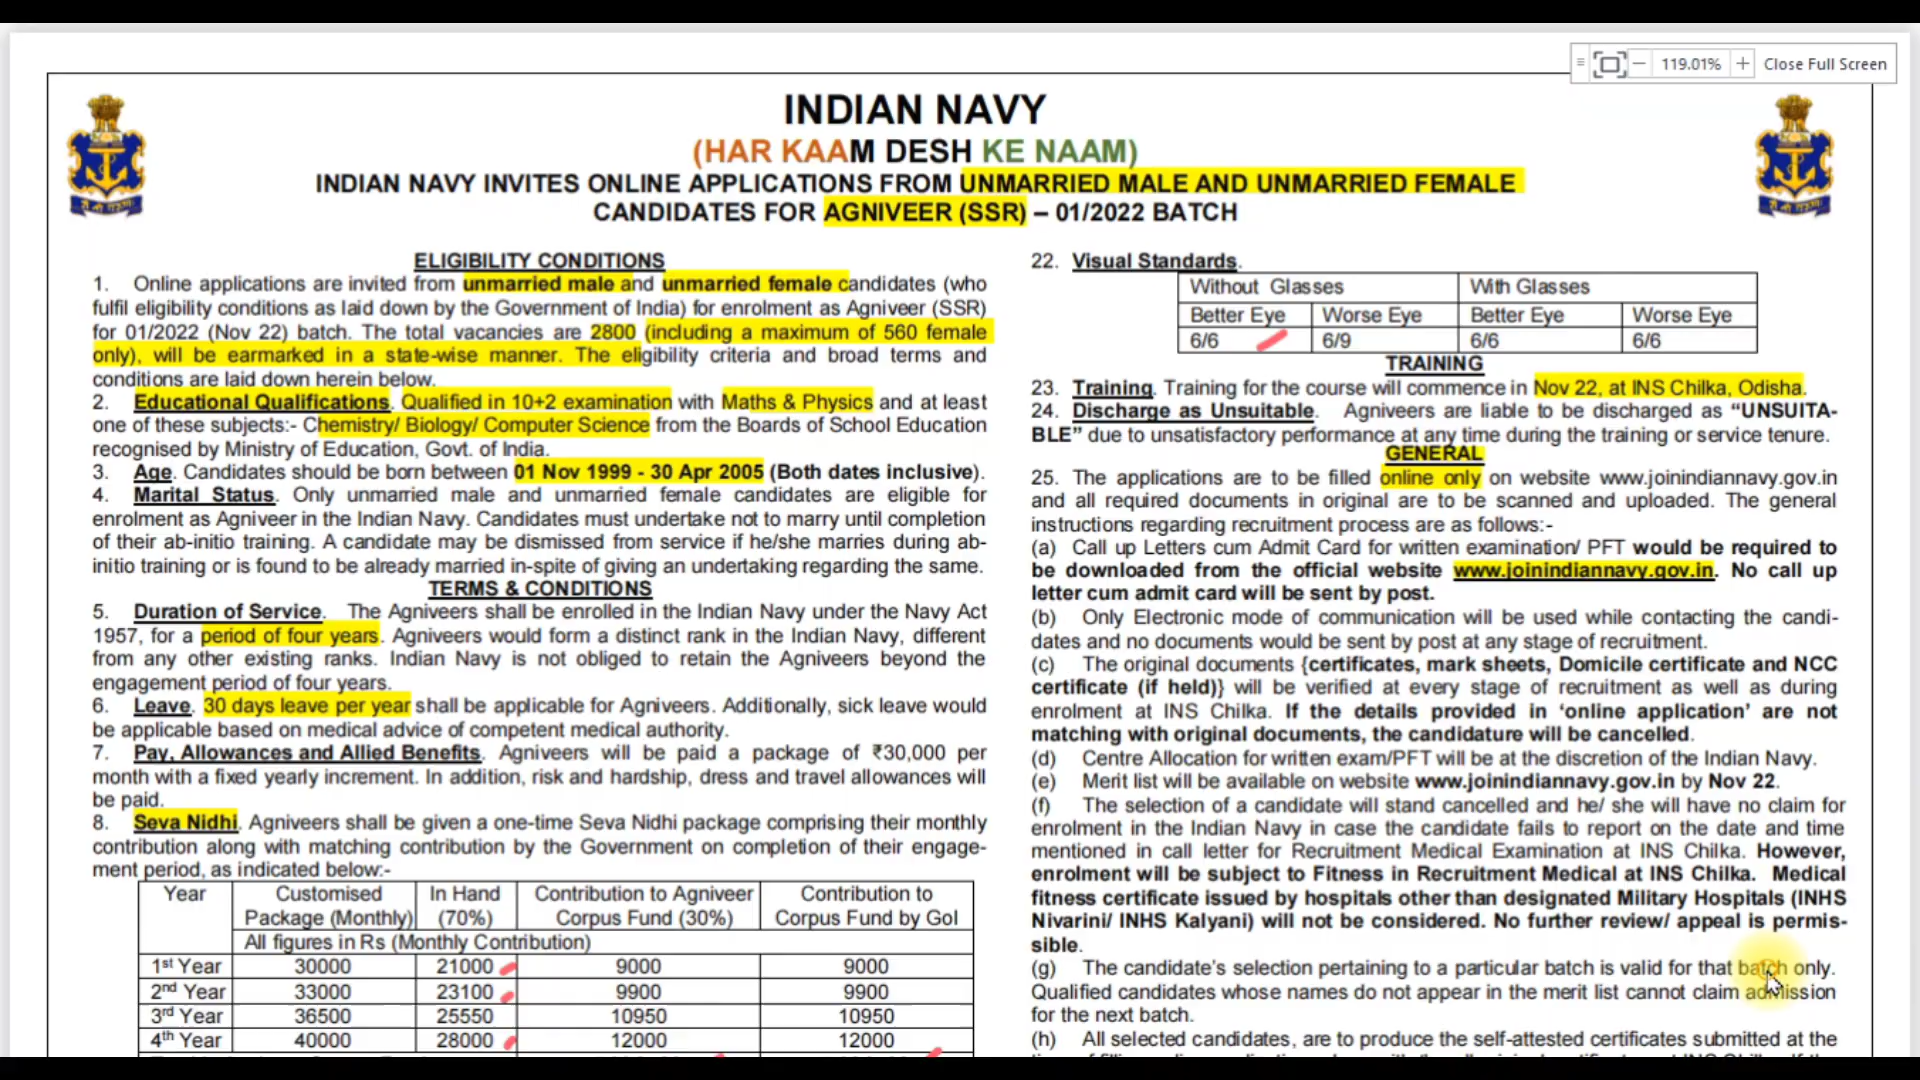 119.01% Close Full Screen
INDIAN NAVY
(HAR KAAM DESH KE NAAM)
INDIAN NAVY INVITES ONLINE APPLICATIONS FROM UNMARRIED MALE AND UNMARRIED FEMALE
CANDIDATES FOR AGNIVEER (SSR) – 01/2022 BATCH
ELIGIBILITY CONDITIONS
1. Online applications are invited from unmarried male and unmarried female candidates (who
fulfil eligibility conditions as laid down by the Government of India) for enrolment as Agniveer (SSR)
for 01/2022 (Nov 22) batch. The total vacancies are 2800 (including a maximum of 560 female
only), will be earmarked in a state-wise manner. The eligibility criteria and broad terms and
conditions are laid down herein below.
2. Educational Qualifications. Qualified in 10+2 examination with Maths & Physics and at least
one of these subjects:- Chemistry/ Biology/ Computer Science from the Boards of School Education
recognised by Ministry of Education, Govt. of India.
3. Age. Candidates should be born between 01 Nov 1999 - 30 Apr 2005 (Both dates inclusive).
4. Marital Status. Only unmarried male and unmarried female candidates are eligible for
enrolment as Agniveer in the Indian Navy. Candidates must undertake not to marry until completion
of their ab-initio training. A candidate may be dismissed from service if he/she marries during ab-
initio training or is found to be already married in-spite of giving an undertaking regarding the same.
TERMS & CONDITIONS
5. Duration of Service. The Agniveers shall be enrolled in the Indian Navy under the Navy Act
1957, for a period of four years. Agniveers would form a distinct rank in the Indian Navy, different
from any other existing ranks. Indian Navy is not obliged to retain the Agniveers beyond the
engagement period of four years.
6. Leave. 30 days leave per year shall be applicable for Agniveers. Additionally, sick leave would
be applicable based on medical advice of competent medical authority.
7. Pay, Allowances and Allied Benefits. Agniveers will be paid a package of ₹30,000 per
month with a fixed yearly increment. In addition, risk and hardship, dress and travel allowances will
be paid.
8. Seva Nidhi. Agniveers shall be given a one-time Seva Nidhi package comprising their monthly
contribution along with matching contribution by the Government on completion of their engage-
ment period, as indicated below:-
Year Customised In Hand Contribution to Agniveer Contribution to
Package (Monthly) (70%) Corpus Fund (30%) Corpus Fund by GoI
All figures in Rs (Monthly Contribution)
1st Year 30000 21000 9000 9000
2nd Year 33000 23100 9900 9900
3rd Year 36500 25550 10950 10950
4th Year 40000 28000 12000 12000
22. Visual Standards.
Without Glasses With Glasses
Better Eye Worse Eye Better Eye Worse Eye
6/6 6/9 6/6 6/6
TRAINING
23. Training. Training for the course will commence in Nov 22, at INS Chilka, Odisha.
24. Discharge as Unsuitable. Agniveers are liable to be discharged as “UNSUITA-
BLE” due to unsatisfactory performance at any time during the training or service tenure.
GENERAL
25. The applications are to be filled online only on website www.joinindiannavy.gov.in
and all required documents in original are to be scanned and uploaded. The general
instructions regarding recruitment process are as follows:-
(a) Call up Letters cum Admit Card for written examination/ PFT would be required to
be downloaded from the official website www.joinindiannavy.gov.in. No call up
letter cum admit card will be sent by post.
(b) Only Electronic mode of communication will be used while contacting the candi-
dates and no documents would be sent by post at any stage of recruitment.
(c) The original documents {certificates, mark sheets, Domicile certificate and NCC
certificate (if held)} will be verified at every stage of recruitment as well as during
enrolment at INS Chilka. If the details provided in ‘online application’ are not
matching with original documents, the candidature will be cancelled.
(d) Centre Allocation for written exam/PFT will be at the discretion of the Indian Navy.
(e) Merit list will be available on website www.joinindiannavy.gov.in by Nov 22.
(f) The selection of a candidate will stand cancelled and he/ she will have no claim for
enrolment in the Indian Navy in case the candidate fails to report on the date and time
mentioned in call letter for Recruitment Medical Examination at INS Chilka. However,
enrolment will be subject to Fitness in Recruitment Medical at INS Chilka. Medical
fitness certificate issued by hospitals other than designated Military Hospitals (INHS
Nivarini/ INHS Kalyani) will not be considered. No further review/ appeal is permis-
sible.
(g) The candidate’s selection pertaining to a particular batch is valid for that batch only.
Qualified candidates whose names do not appear in the merit list cannot claim admission
for the next batch.
(h) All selected candidates, are to produce the self-attested certificates submitted at the